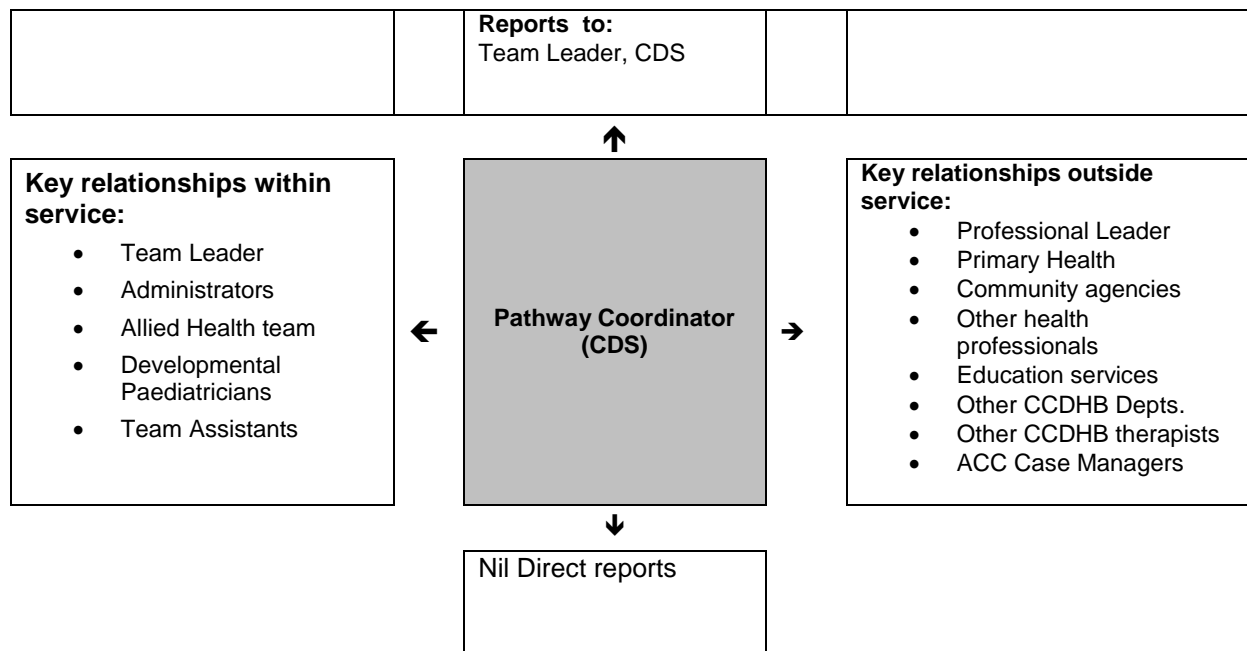 Reports to:
Team Leader, CDS
Key relationships within
service:
• Team Leader
• Administrators
• Allied Health team
• Developmental
Paediatricians
• Team Assistants
Pathway Coordinator
(CDS)
Key relationships outside
service:
• Professional Leader
• Primary Health
• Community agencies
• Other health
professionals
• Education services
• Other CCDHB Depts.
• Other CCDHB therapists
• ACC Case Managers
Nil Direct reports